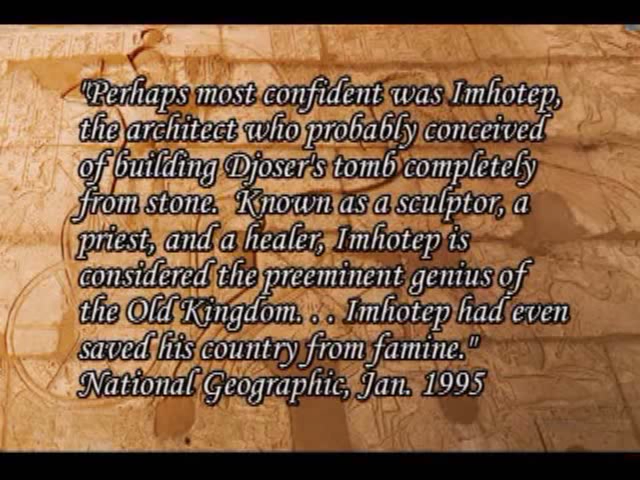 "Perhaps most confident was Imhotep,
the architect who probably conceived
of building Djoser's tomb completely
from stone.  Known as a sculptor, a
priest, and a healer, Imhotep is
considered the preeminent genius of
the Old Kingdom. . . Imhotep had even
saved his country from famine."
National Geographic, Jan. 1995